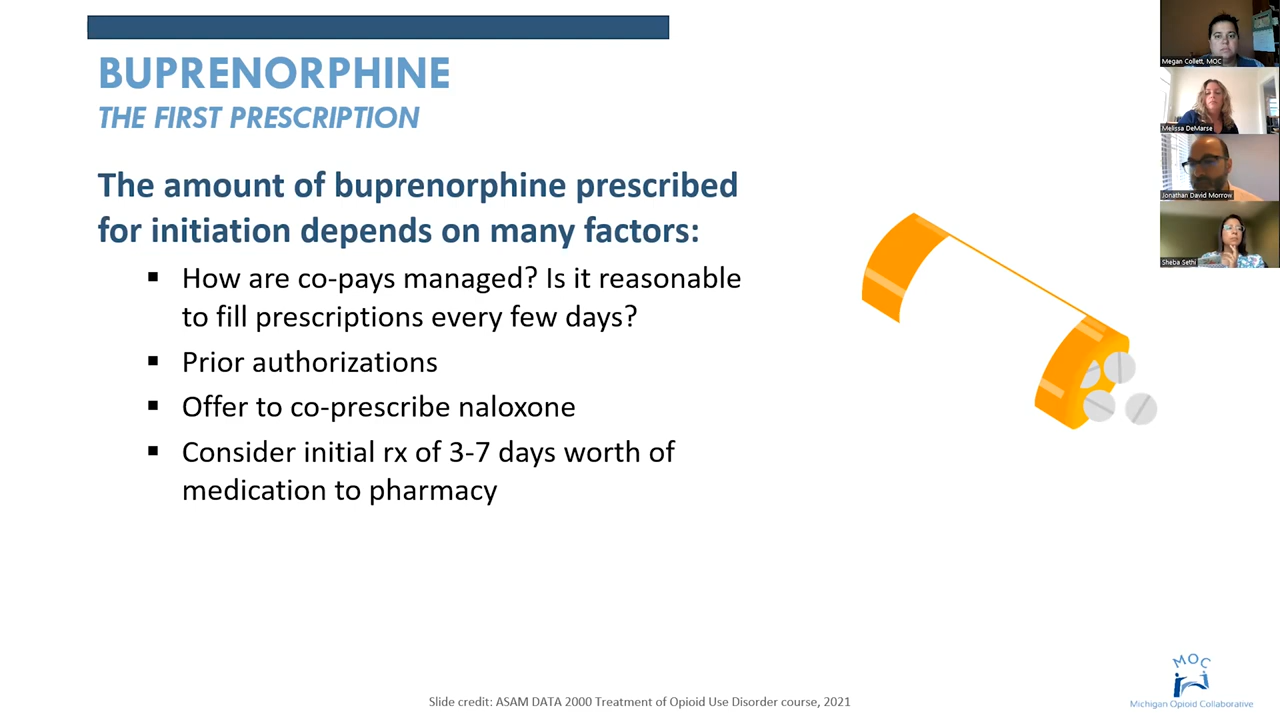 BUPRENORPHINE
THE FIRST PRESCRIPTION
The amount of buprenorphine prescribed
for initiation depends on many factors:
▪ How are co-pays managed? Is it reasonable
to fill prescriptions every few days?
▪ Prior authorizations
▪ Offer to co-prescribe naloxone
▪ Consider initial rx of 3-7 days worth of
medication to pharmacy
Slide credit: ASAM DATA 2000 Treatment of Opioid Use Disorder course, 2021
MOC
Michigan Opioid Collaborative
Megan Collett, MOC
Melissa DeMarse
Jonathan David Morrow
Sheba Sethi